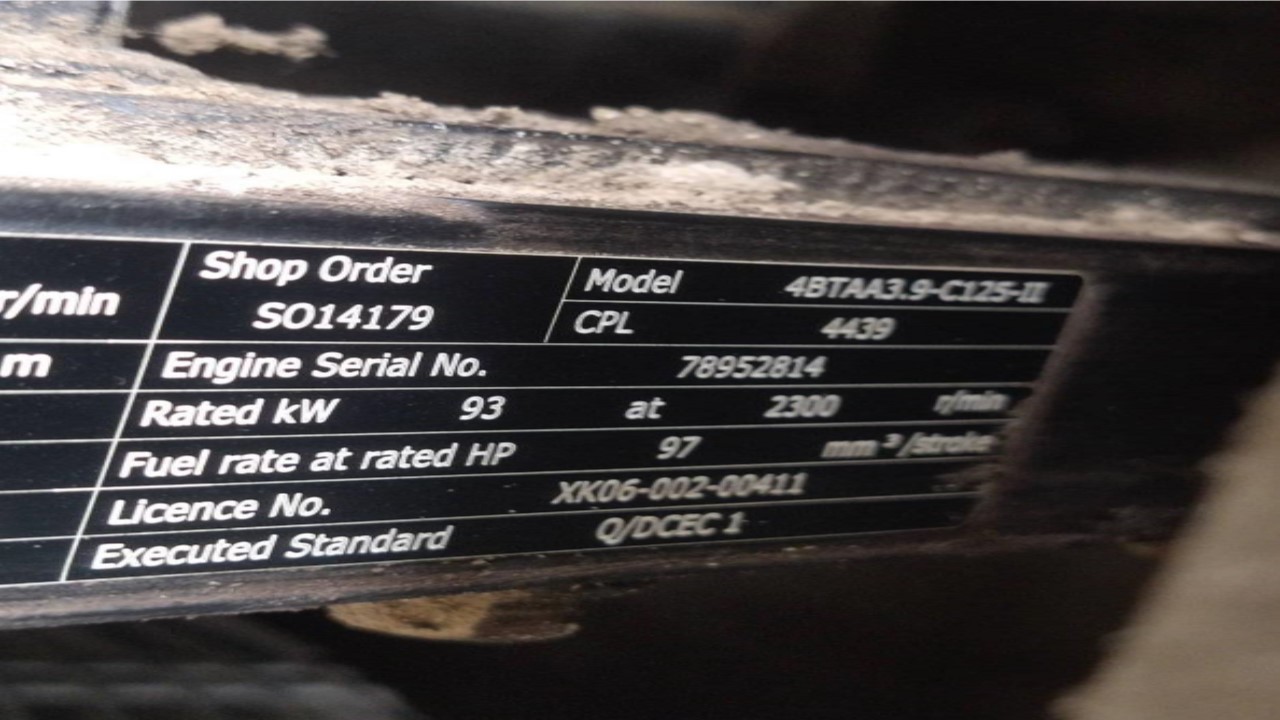 r/min
m
Shop Order
SO14179
Model 4BTAA3.9-C125-II
CPL 4439
Engine Serial No. 78952814
Rated kW 93 at 2300 r/min
Fuel rate at rated HP 97 mm³/stroke
Licence No. XK06-002-00411
Executed Standard Q/DCEC 1